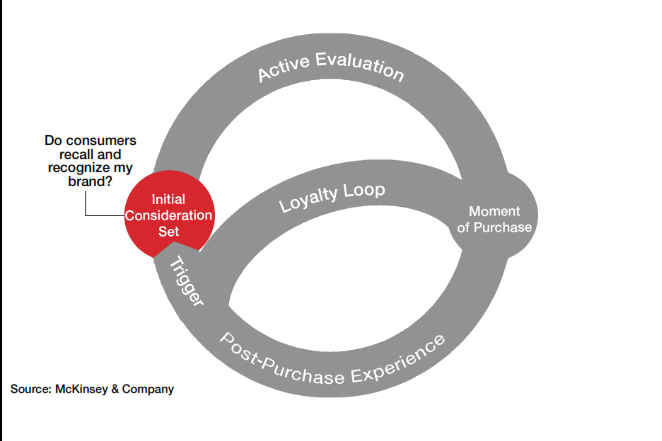 Active Evaluation
Do consumers
recall and
recognize my
brand?
Initial
Consideration
Set
Loyalty Loop
Moment
of Purchase
Trigger
Post-Purchase Experience
Source: McKinsey & Company